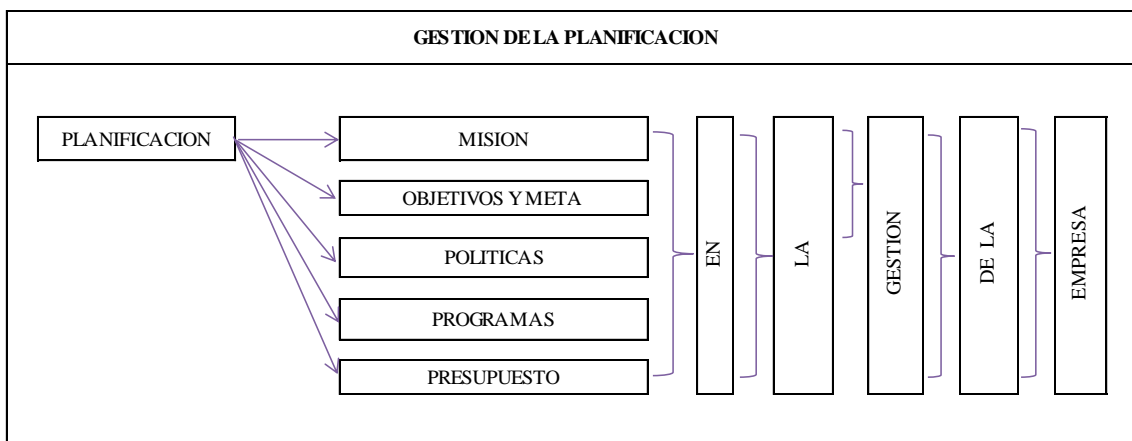 GESTION DE LA PLANIFICACION
PLANIFICACION
MISION
OBJETIVOS Y META
POLITICAS
PROGRAMAS
PRESUPUESTO
EN
LA
GESTION
DE LA
EMPRESA